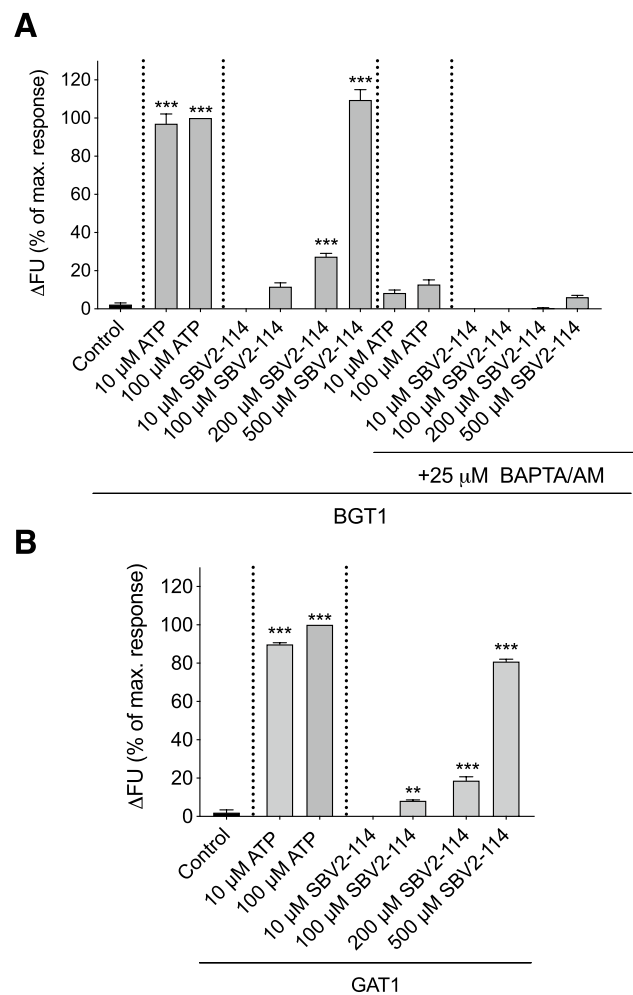 A
ΔFU (% of max. response)
120
100
80
60
40
20
0
***
***
***
***
Control
10 µM ATP
100 µM ATP
10 µM SBV2-114
100 µM SBV2-114
200 µM SBV2-114
500 µM SBV2-114
10 µM ATP
100 µM ATP
10 µM SBV2-114
100 µM SBV2-114
200 µM SBV2-114
500 µM SBV2-114
+25 µM BAPTA/AM
BGT1
B
ΔFU (% of max. response)
120
100
80
60
40
20
0
***
***
**
***
***
Control
10 µM ATP
100 µM ATP
10 µM SBV2-114
100 µM SBV2-114
200 µM SBV2-114
500 µM SBV2-114
GAT1